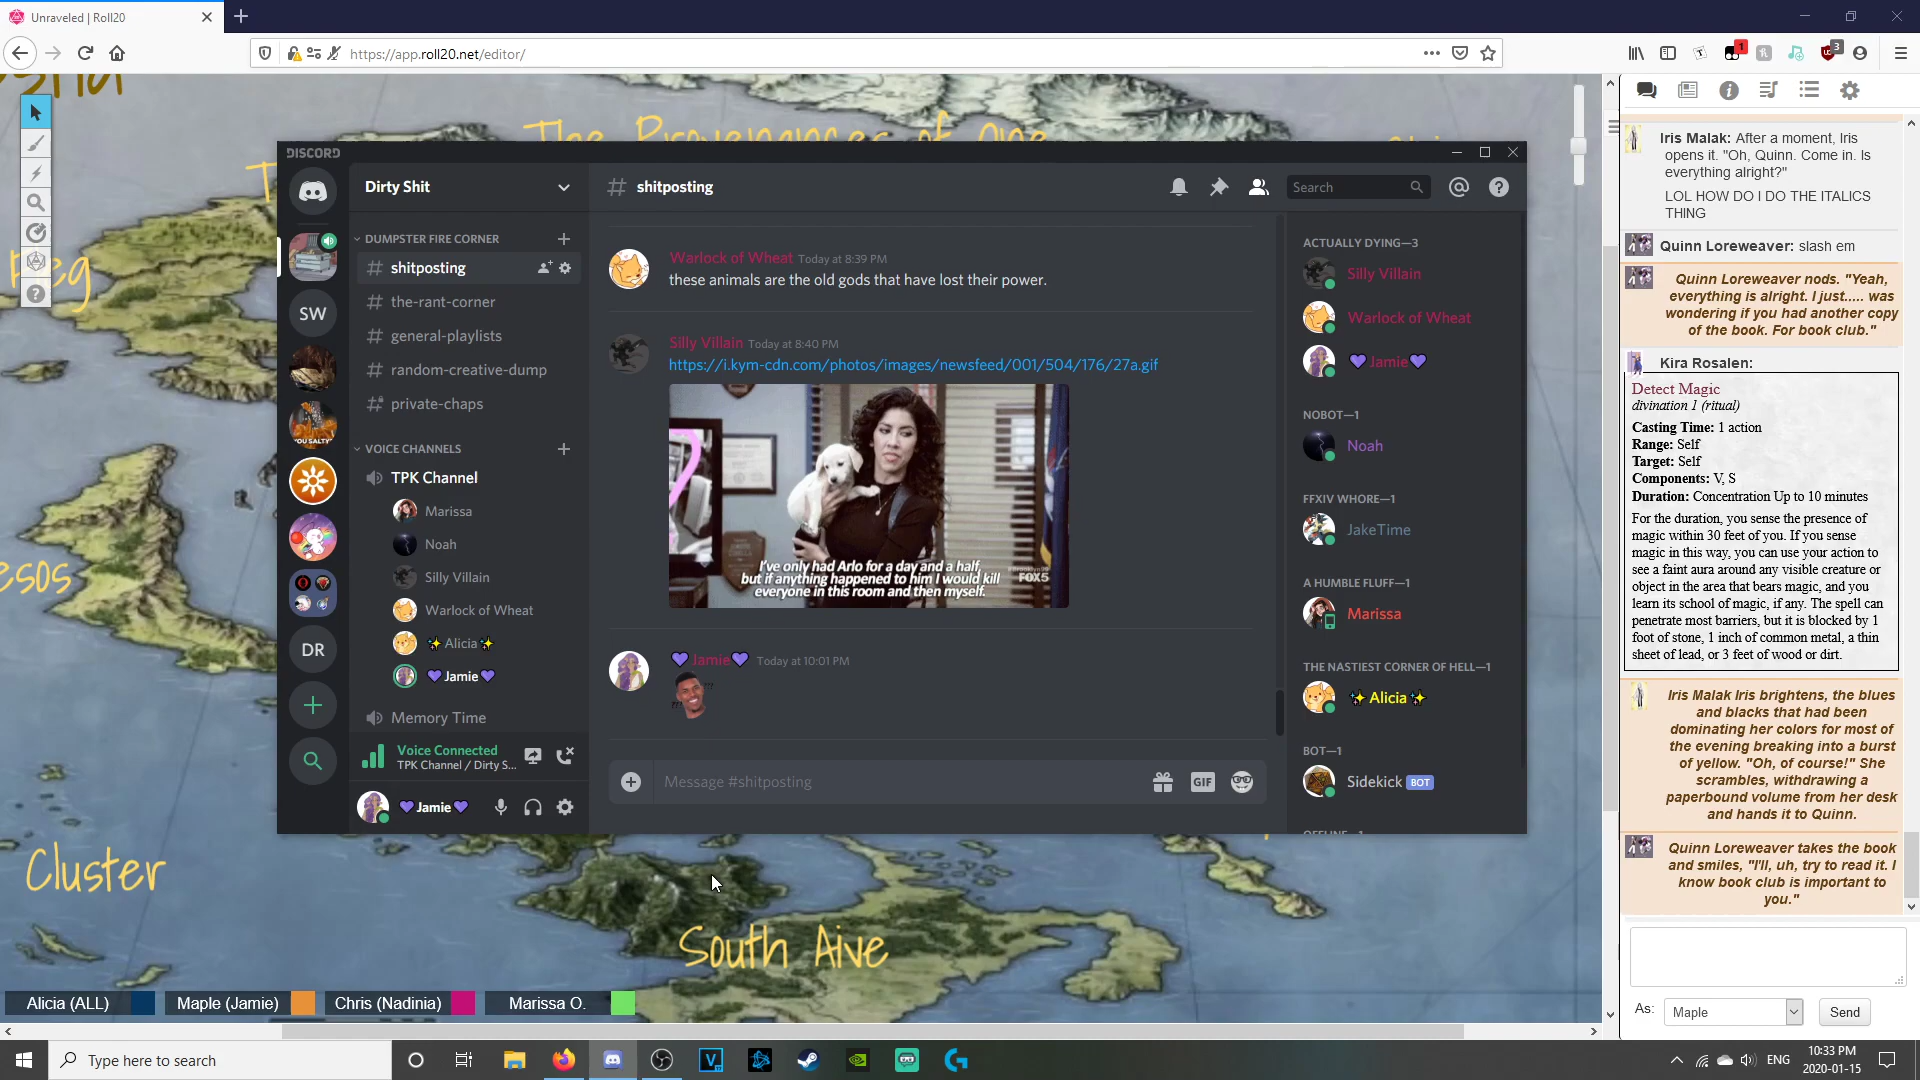 Unraveled | Roll20
https://app.roll20.net/editor/
1
3
The Provenances of One
DISCORD
Dirty Shit
shitposting
Search
DUMPSTER FIRE CORNER
shitposting
the-rant-corner
general-playlists
random-creative-dump
private-chaps
VOICE CHANNELS
TPK Channel
Marissa
Noah
Silly Villain
Warlock of Wheat
✨Alicia✨
💜Jamie💜
Memory Time
Voice Connected
TPK Channel / Dirty S...
💜Jamie💜
SW
YOU SALTY
DR
Warlock of Wheat Today at 8:39 PM
these animals are the old gods that have lost their power.
Silly Villain Today at 8:40 PM
https://i.kym-cdn.com/photos/images/newsfeed/001/504/176/27a.gif
I've only had Arlo for a day and a half,
but if anything happened to him I would kill
everyone in this room and then myself.
FOX5
💜Jamie💜 Today at 10:01 PM
Message #shitposting
GIF
ACTUALLY DYING—3
Silly Villain
Warlock of Wheat
💜Jamie💜
NOBOT—1
Noah
FFXIV WHORE—1
JakeTime
A HUMBLE FLUFF—1
Marissa
THE NASTIEST CORNER OF HELL—1
✨Alicia✨
BOT—1
Sidekick BOT
OFFLINE—1
esos
Cluster
South Aive
Alicia (ALL)
Maple (Jamie)
Chris (Nadinia)
Marissa O.
Iris Malak: After a moment, Iris
opens it. "Oh, Quinn. Come in. Is
everything alright?"
LOL HOW DO I DO THE ITALICS
THING
Quinn Loreweaver: slash em
Quinn Loreweaver nods. "Yeah,
everything is alright. I just..... was
wondering if you had another copy
of the book. For book club."
Kira Rosalen:
Detect Magic
divination 1 (ritual)
Casting Time: 1 action
Range: Self
Target: Self
Components: V, S
Duration: Concentration Up to 10 minutes
For the duration, you sense the presence of
magic within 30 feet of you. If you sense
magic in this way, you can use your action to
see a faint aura around any visible creature or
object in the area that bears magic, and you
learn its school of magic, if any. The spell can
penetrate most barriers, but it is blocked by 1
foot of stone, 1 inch of common metal, a thin
sheet of lead, or 3 feet of wood or dirt.
Iris Malak Iris brightens, the blues
and blacks that had been
dominating her colors for most of
the evening breaking into a burst
of yellow. "Oh, of course!" She
scrambles, withdrawing a
paperbound volume from her desk
and hands it to Quinn.
Quinn Loreweaver takes the book
and smiles, "I'll, uh, try to read it. I
know book club is important to
you."
As:
Maple
Send
Type here to search
ENG
10:33 PM
2020-01-15